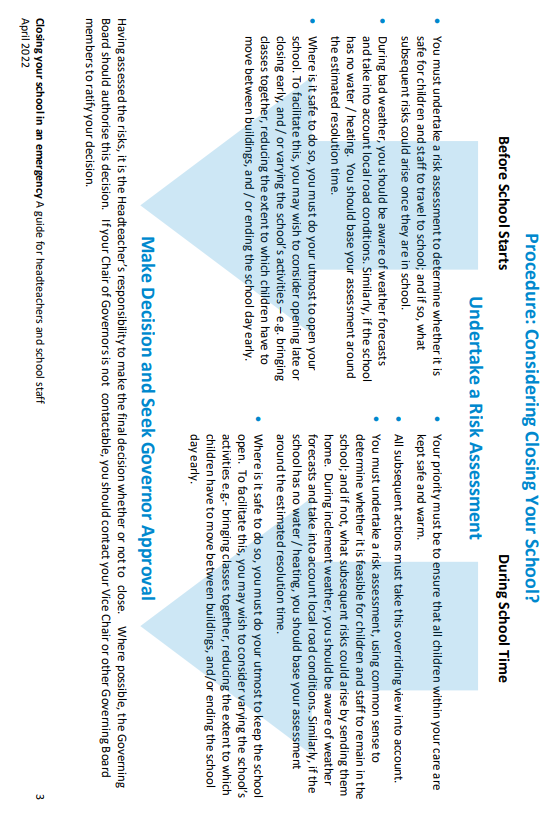 Procedure: Considering Closing Your School?
Undertake a Risk Assessment
Before School Starts
• You must undertake a risk assessment to determine whether it is
safe for children and staff to travel to school; and if so, what
subsequent risks could arise once they are in school.
• During bad weather, you should be aware of weather forecasts
and take into account local road conditions. Similarly, if the school
has no water / heating. You should base your assessment around
the estimated resolution time.
• Where is it safe to do so, you must do your utmost to open your
school. To facilitate this, you may wish to consider opening late or
closing early, and / or varying the school's activities – e.g. bringing
classes together, reducing the extent to which children have to
move between buildings, and / or ending the school day early.
During School Time
• Your priority must be to ensure that all children within your care are
kept safe and warm.
• All subsequent actions must take this overriding view into account.
• You must undertake a risk assessment, using common sense to
determine whether it is feasible for children and staff to remain in the
school; and if not, what subsequent risks could arise by sending them
home. During inclement weather, you should be aware of weather
forecasts and take into account local road conditions. Similarly, if the
school has no water / heating, you should base your assessment
around the estimated resolution time.
• Where is it safe to do so, you must do your utmost to keep the school
open. To facilitate this, you may wish to consider varying the school's
activities e.g.- bringing classes together, reducing the extent to which
children have to move between buildings, and/or ending the school
day early.
Make Decision and Seek Governor Approval
Having assessed the risks, it is the Headteacher's responsibility to make the final decision whether or not to close. Where possible, the Governing
Board should authorise this decision. If your Chair of Governors is not contactable, you should contact your Vice Chair or other Governing Board
members to ratify your decision.
Closing your school in an emergency A guide for headteachers and school staff
April 2022
3